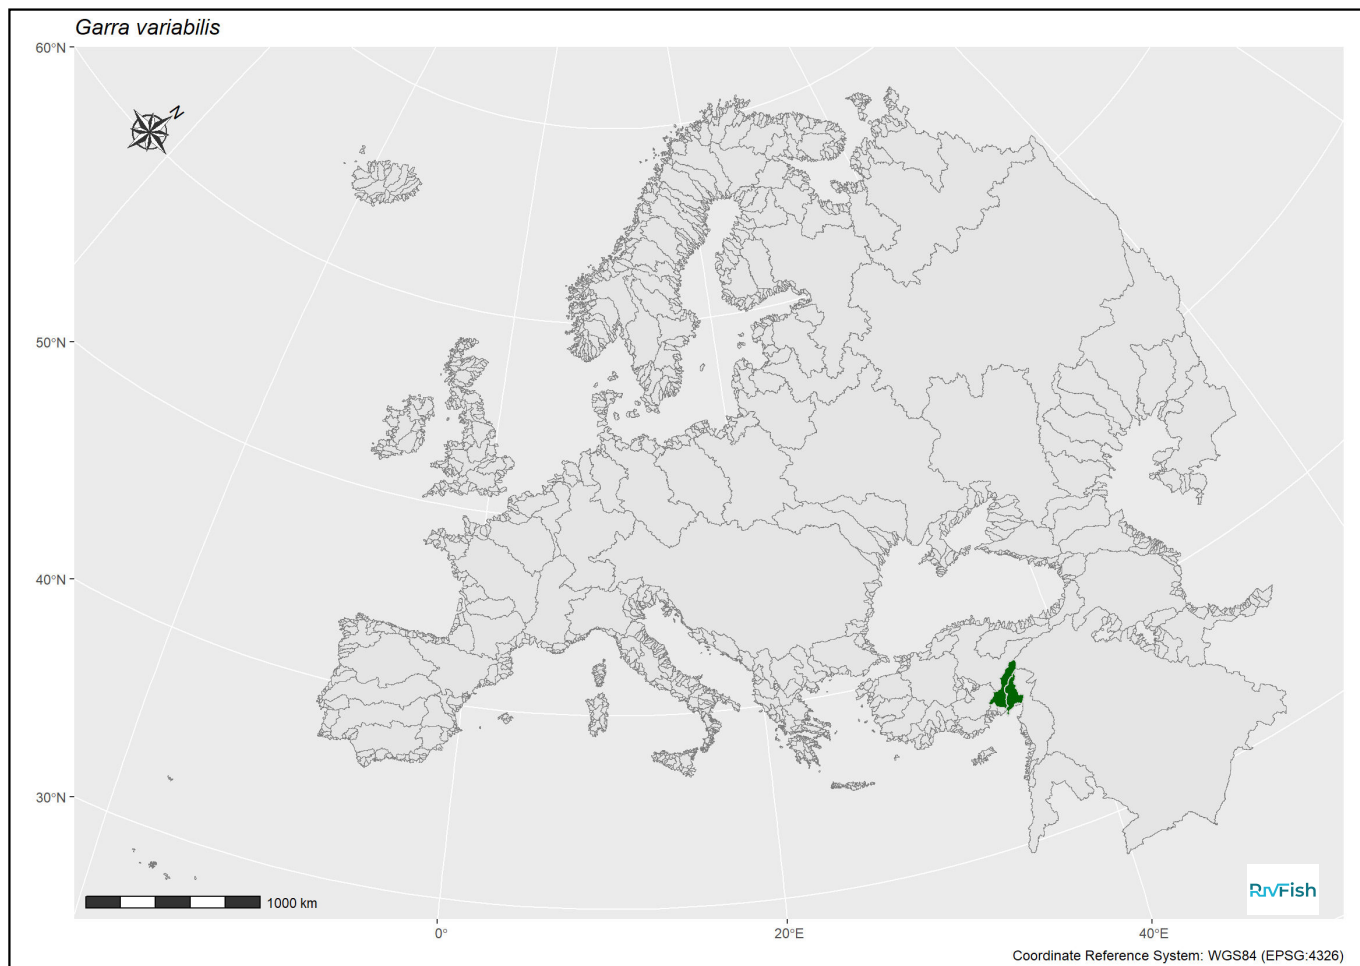 Garra variabilis
60°N
N
50°N
40°N
30°N
1000 km
RivFish
0°
20°E
40°E
Coordinate Reference System: WGS84 (EPSG:4326)